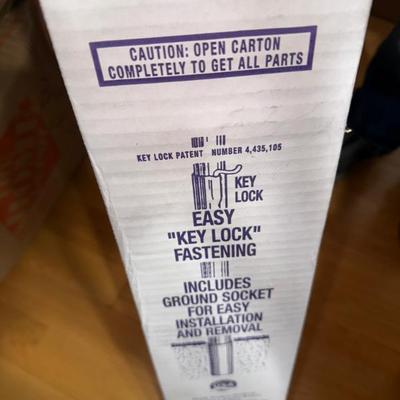 CAUTION: OPEN CARTON
COMPLETELY TO GET ALL PARTS
KEY LOCK PATENT NUMBER 4,435,105
KEY
LOCK
EASY
"KEY LOCK"
FASTENING
INCLUDES
GROUND SOCKET
FOR EASY
INSTALLATION
AND REMOVAL